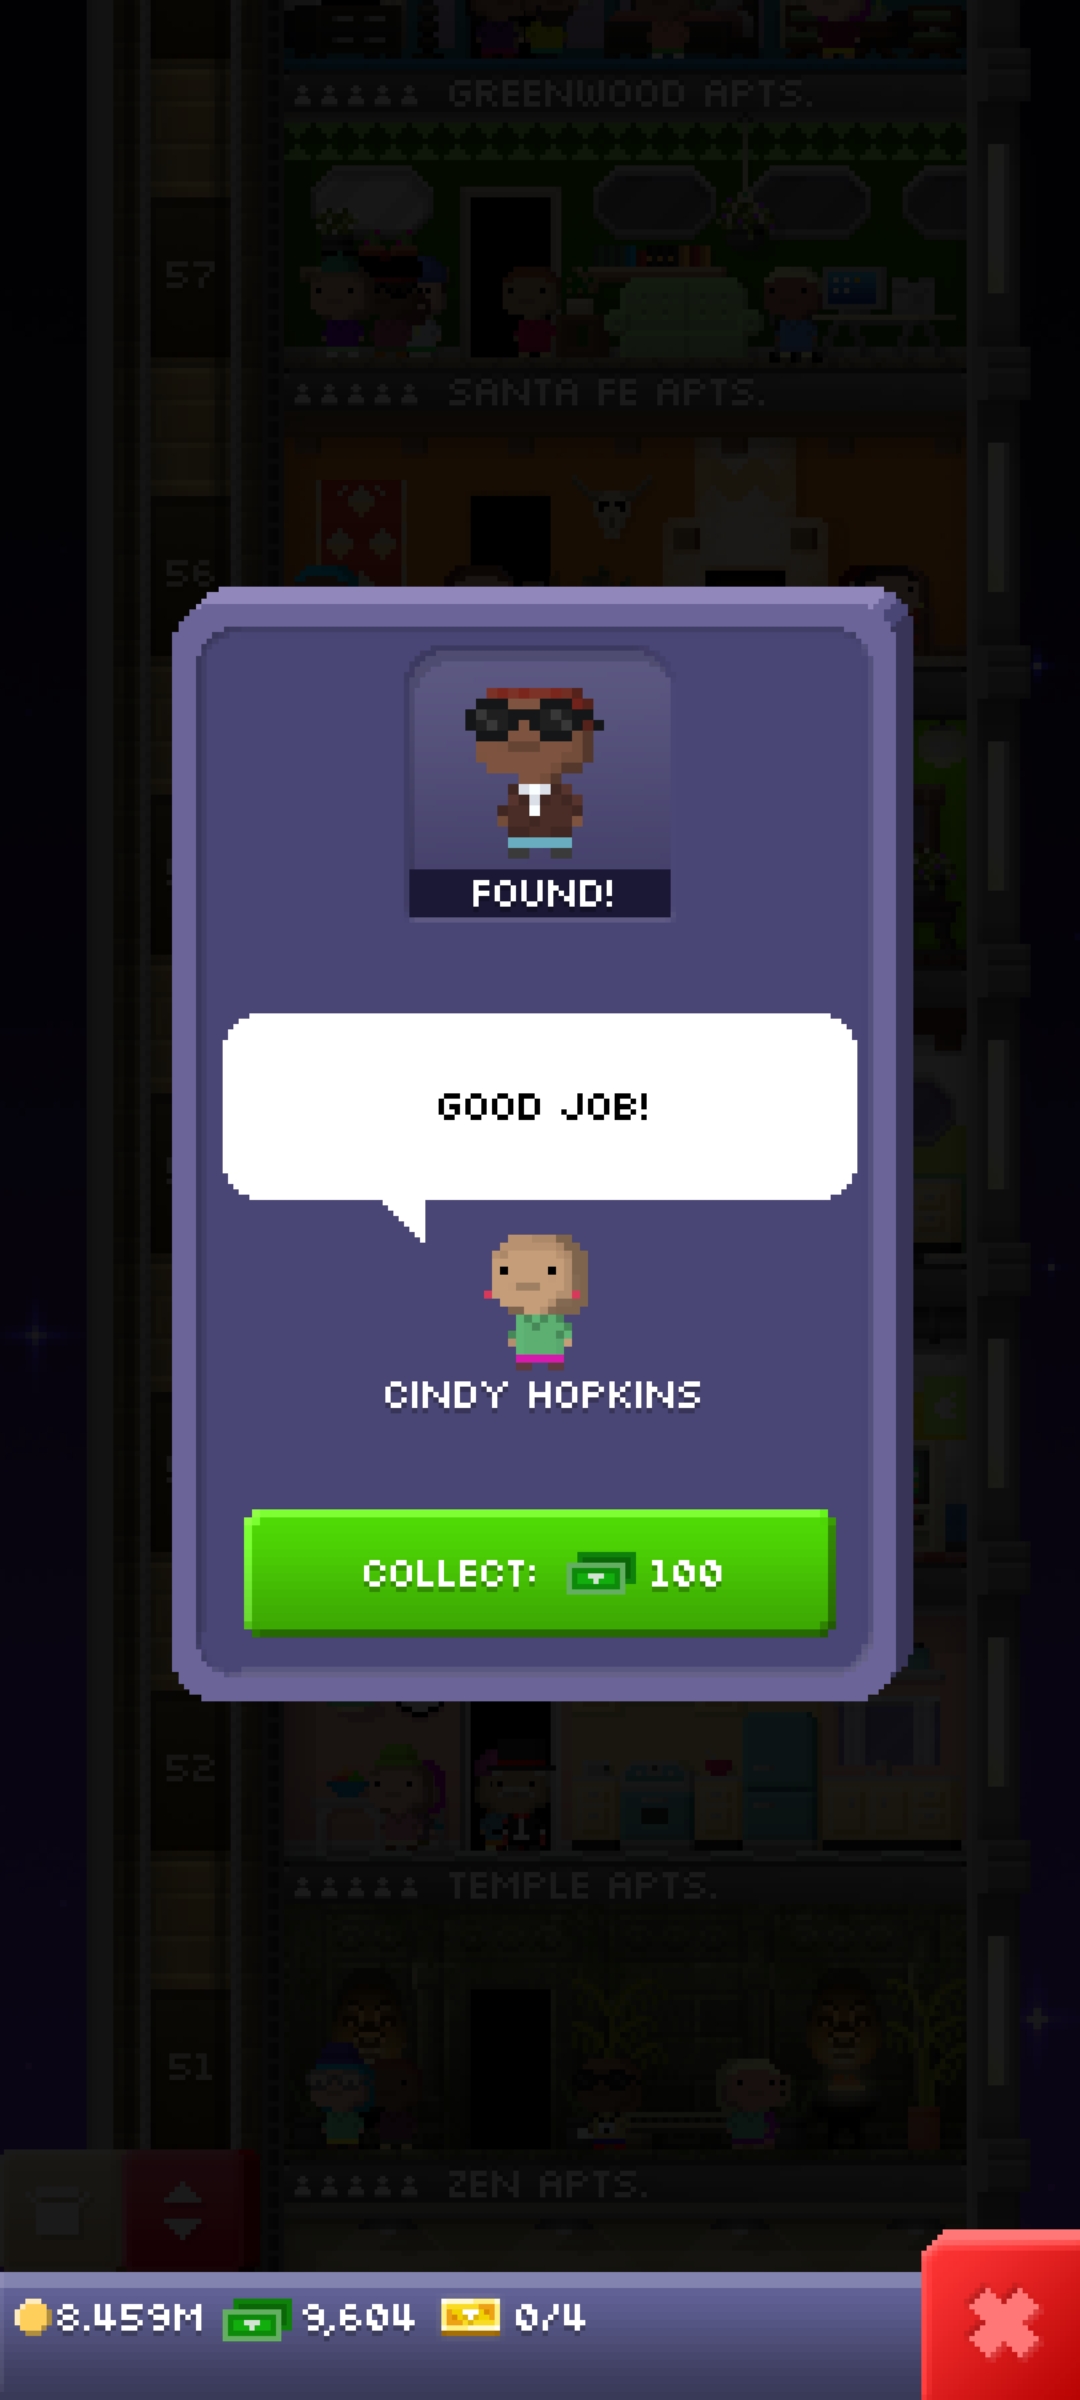 GREENWOOD APTS.
57
SANTA FE APTS.
56
FOUND!
GOOD JOB!
CINDY HOPKINS
COLLECT: 100
52
TEMPLE APTS.
51
ZEN APTS.
8.459M 9,604 0/4